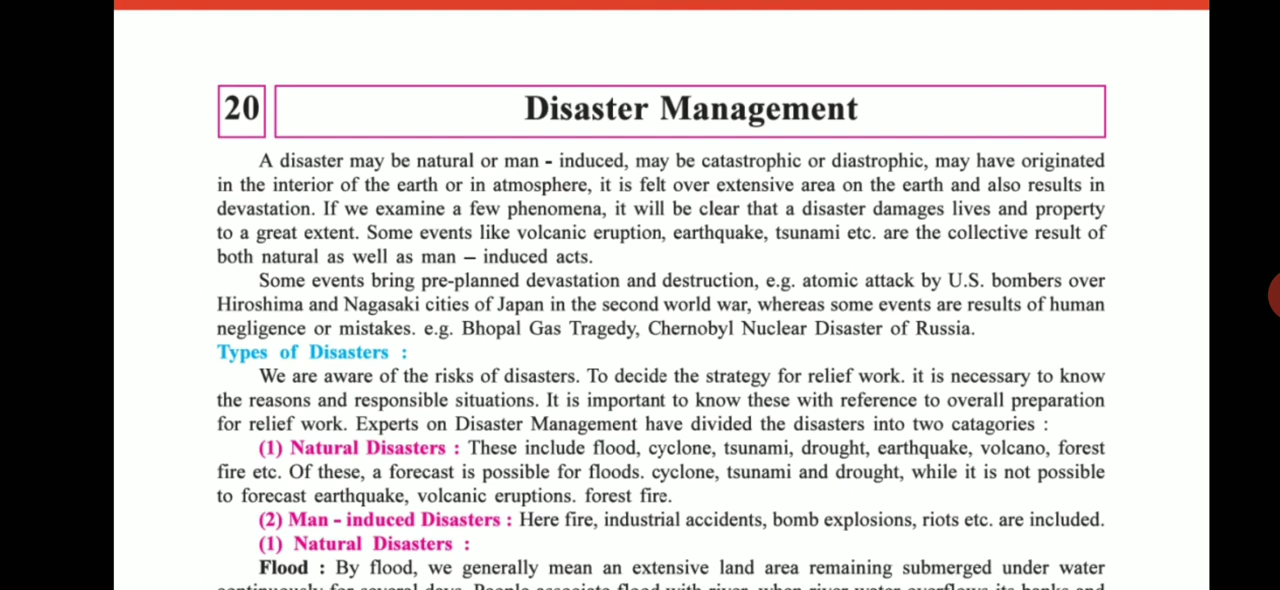 20
Disaster Management
A disaster may be natural or man - induced, may be catastrophic or diastrophic, may have originated
in the interior of the earth or in atmosphere, it is felt over extensive area on the earth and also results in
devastation. If we examine a few phenomena, it will be clear that a disaster damages lives and property
to a great extent. Some events like volcanic eruption, earthquake, tsunami etc. are the collective result of
both natural as well as man – induced acts.
Some events bring pre-planned devastation and destruction, e.g. atomic attack by U.S. bombers over
Hiroshima and Nagasaki cities of Japan in the second world war, whereas some events are results of human
negligence or mistakes. e.g. Bhopal Gas Tragedy, Chernobyl Nuclear Disaster of Russia.
Types of Disasters :
We are aware of the risks of disasters. To decide the strategy for relief work. it is necessary to know
the reasons and responsible situations. It is important to know these with reference to overall preparation
for relief work. Experts on Disaster Management have divided the disasters into two catagories :
(1) Natural Disasters : These include flood, cyclone, tsunami, drought, earthquake, volcano, forest
fire etc. Of these, a forecast is possible for floods. cyclone, tsunami and drought, while it is not possible
to forecast earthquake, volcanic eruptions. forest fire.
(2) Man - induced Disasters : Here fire, industrial accidents, bomb explosions, riots etc. are included.
(1) Natural Disasters :
Flood : By flood, we generally mean an extensive land area remaining submerged under water